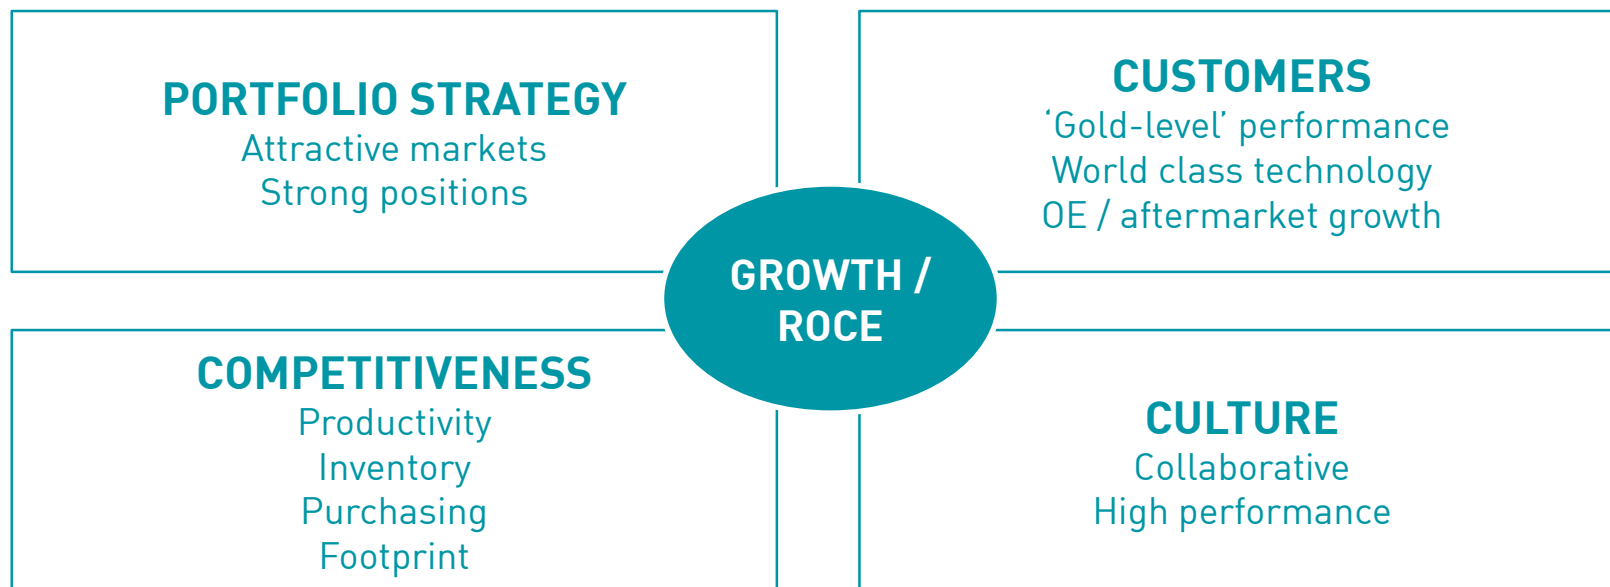 PORTFOLIO STRATEGY
Attractive markets
Strong positions
CUSTOMERS
‘Gold-level’ performance
World class technology
OE / aftermarket growth
GROWTH /
ROCE
COMPETITIVENESS
Productivity
Inventory
Purchasing
Footprint
CULTURE
Collaborative
High performance